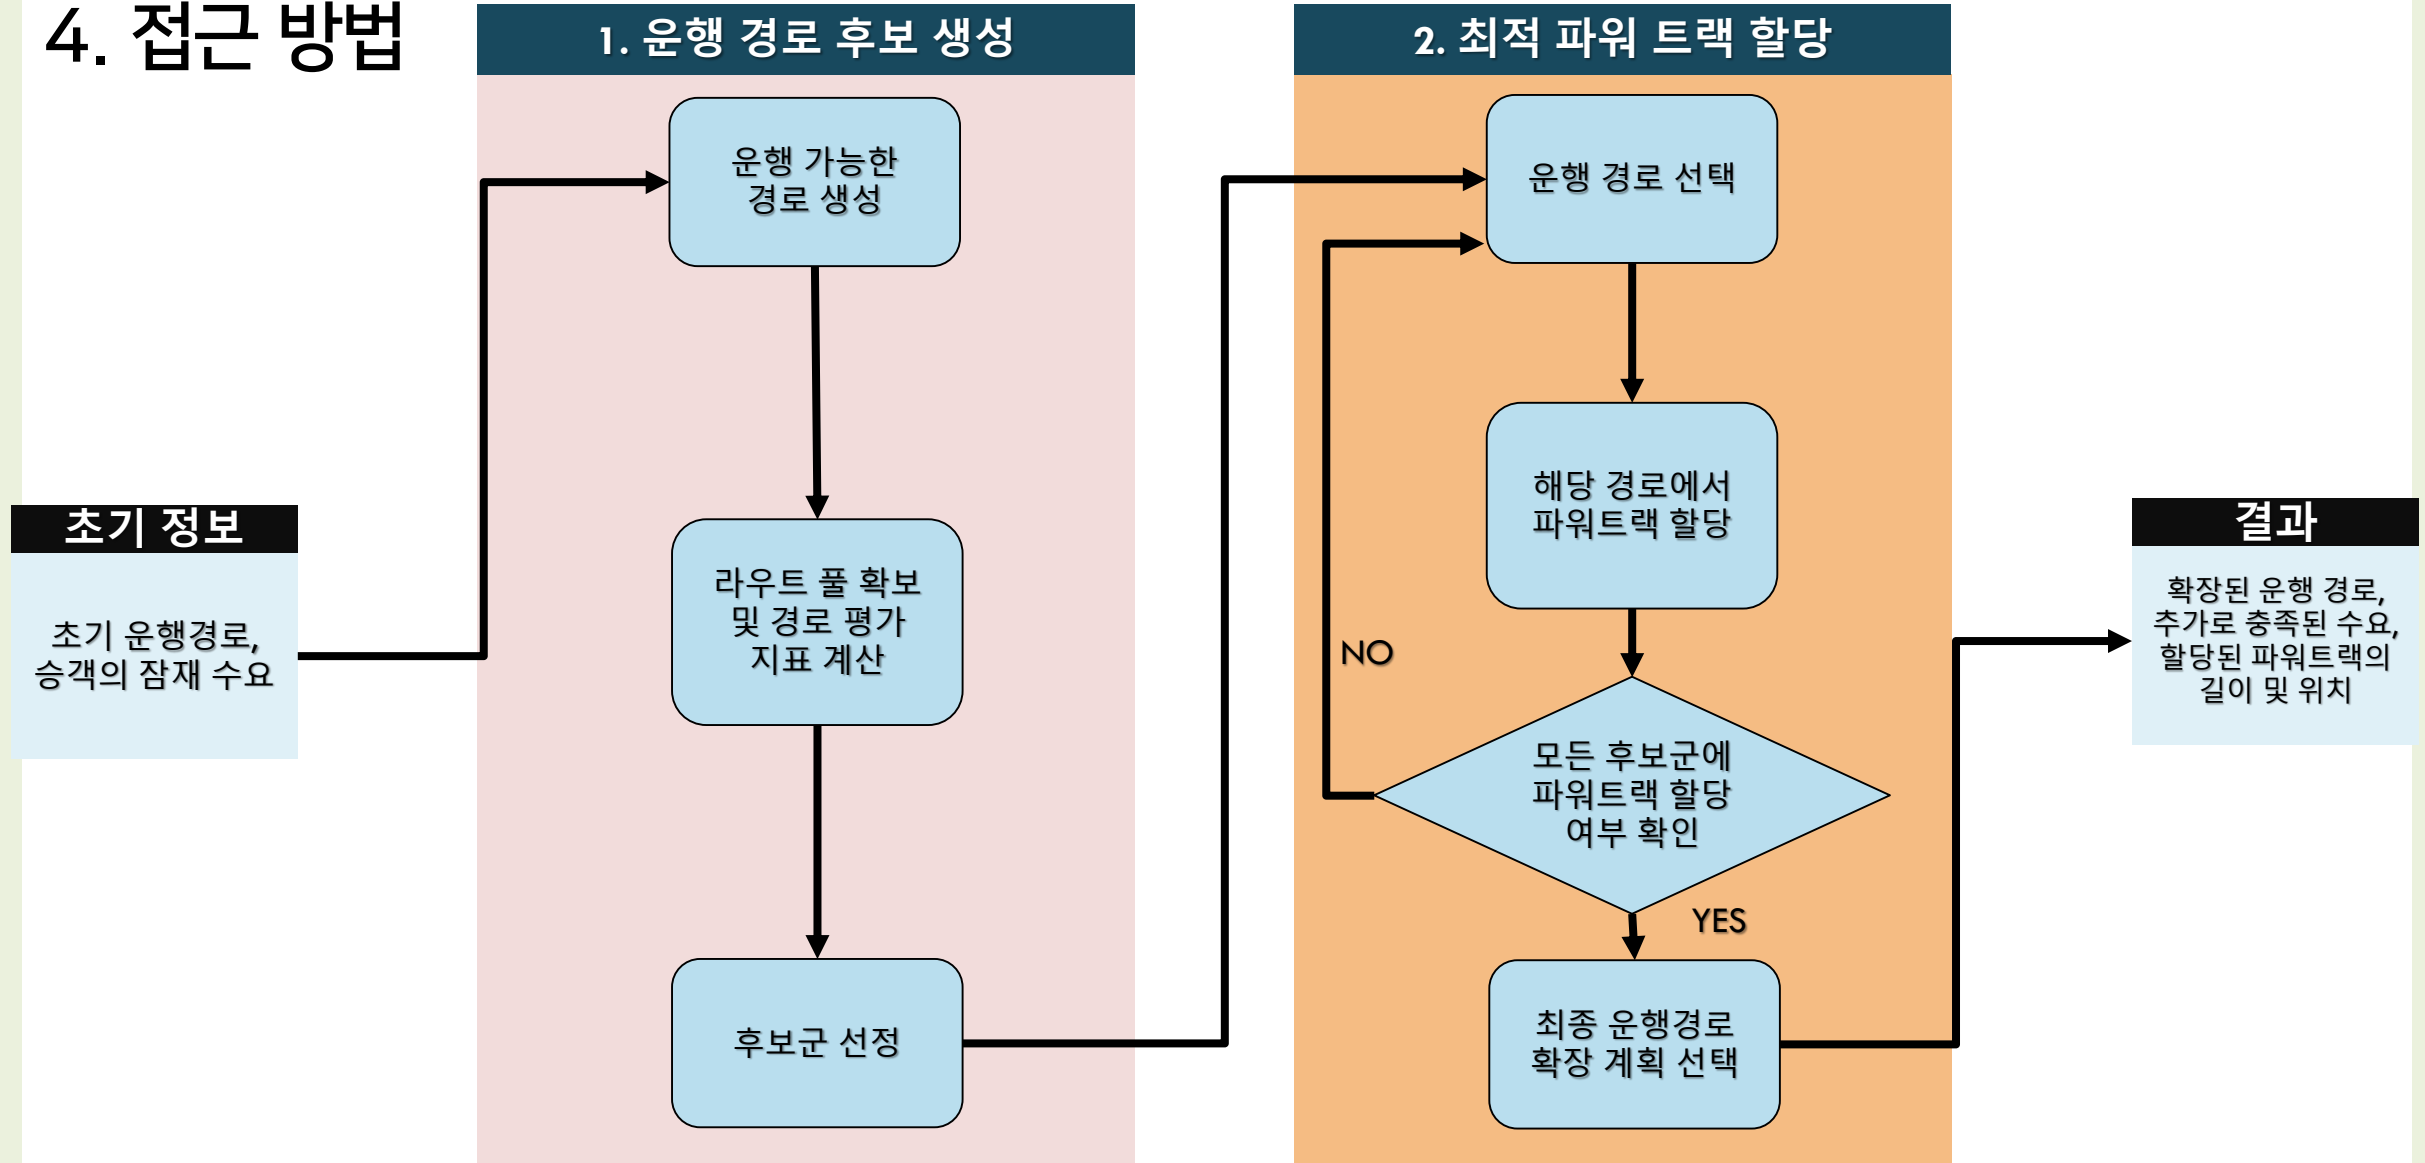 4. 접근 방법
초기 정보
초기 운행경로,
승객의 잠재 수요
1. 운행 경로 후보 생성
운행 가능한
경로 생성
라우트 풀 확보
및 경로 평가
지표 계산
후보군 선정
2. 최적 파워 트랙 할당
운행 경로 선택
해당 경로에서
파워트랙 할당
NO
모든 후보군에
파워트랙 할당
여부 확인
YES
최종 운행경로
확장 계획 선택
결과
확장된 운행 경로,
추가로 충족된 수요,
할당된 파워트랙의
길이 및 위치